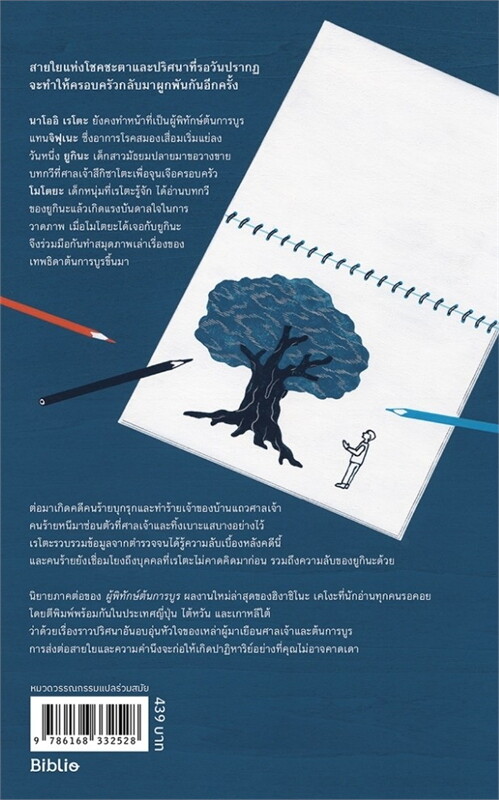 สายใยแห่งโชคชะตาและปริศนาที่รอวันปรากฏ
จะทำให้ครอบครัวกลับมาผูกพันกันอีกครั้ง
นาโออิ เรโตะ ยังคงทำหน้าที่เป็นผู้พิทักษ์ต้นการบูร
แทนจิฟุเนะ ซึ่งอาการโรคสมองเสื่อมเริ่มแย่ลง
วันหนึ่ง ยูกินะ เด็กสาวมัธยมปลายมาขอวางขาย
บทกวีที่ศาลเจ้าสึกิซาโตะเพื่อจุนเจือครอบครัว
โมโตยะ เด็กหนุ่มที่เรโตะรู้จัก ได้อ่านบทกวี
ของยูกินะแล้วเกิดแรงบันดาลใจในการ
วาดภาพ เมื่อโมโตยะได้เจอกับยูกินะ
จึงร่วมมือกันทำสมุดภาพเล่าเรื่องของ
เทพธิดาต้นการบูรขึ้นมา
ต่อมาเกิดคดีคนร้ายบุกรุกและทำร้ายเจ้าของบ้านแถวศาลเจ้า
คนร้ายหนีมาซ่อนตัวที่ศาลเจ้าและทิ้งเบาะแสบางอย่างไว้
เรโตะรวบรวมข้อมูลจากตำรวจจนได้รู้ความลับเบื้องหลังคดีนี้
และคนร้ายยังเชื่อมโยงถึงบุคคลที่เรโตะไม่คาดคิดมาก่อน รวมถึงความลับของยูกินะด้วย
นิยายภาคต่อของ ผู้พิทักษ์ต้นการบูร ผลงานใหม่ล่าสุดของฮิงาชิโนะ เคโงะที่นักอ่านทุกคนรอคอย
โดยตีพิมพ์พร้อมกันในประเทศญี่ปุ่น ไต้หวัน และเกาหลีใต้
ว่าด้วยเรื่องราวปริศนาอันอบอุ่นหัวใจของเหล่าผู้มาเยือนศาลเจ้าและต้นการบูร
การส่งต่อสายใยและความคำนึงจะก่อให้เกิดปาฏิหาริย์อย่างที่คุณไม่อาจคาดเดา
หมวดวรรณกรรมแปลร่วมสมัย
439 บาท
9 786168 332528
Biblio